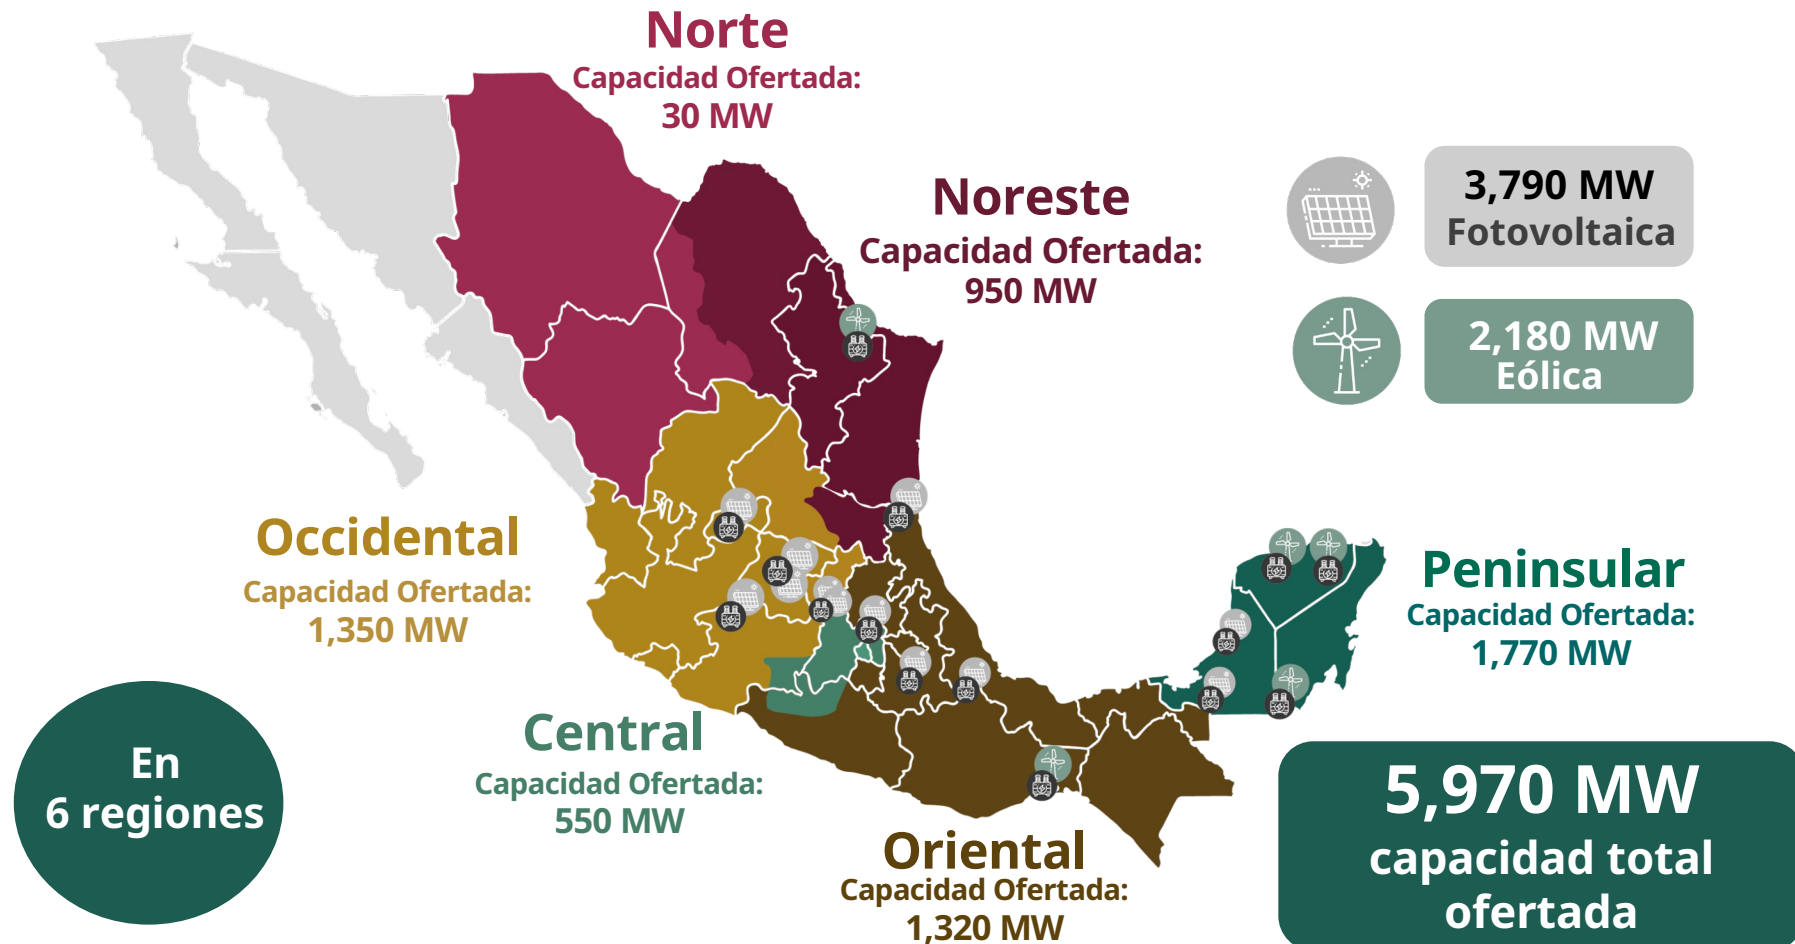 Norte
Capacidad Ofertada:
30 MW
Noreste
Capacidad Ofertada:
950 MW
3,790 MW
Fotovoltaica
2,180 MW
Eólica
Occidental
Capacidad Ofertada:
1,350 MW
Peninsular
Capacidad Ofertada:
1,770 MW
Central
Capacidad Ofertada:
550 MW
En
6 regiones
Oriental
Capacidad Ofertada:
1,320 MW
5,970 MW
capacidad total
ofertada